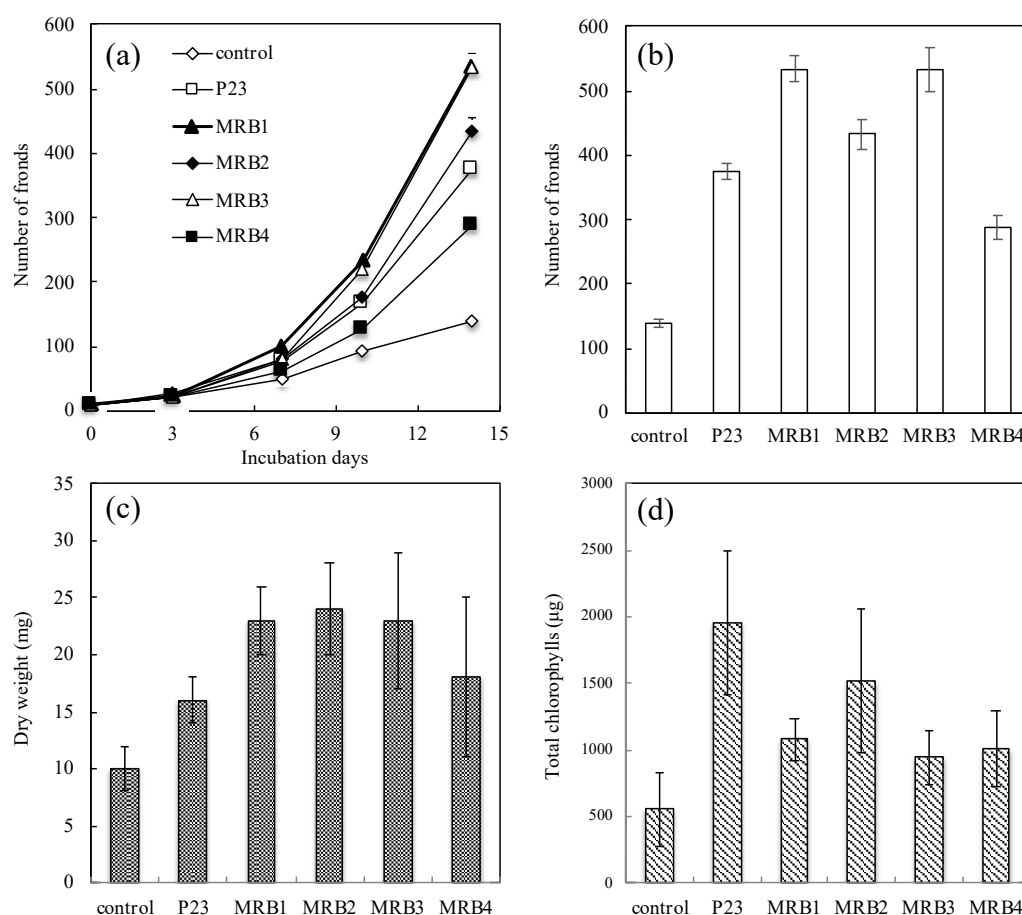 (a)
Number of fronds
600
500
400
300
200
100
0
control
P23
MRB1
MRB2
MRB3
MRB4
0 3 6 9 12 15
Incubation days
(b)
Number of fronds
600
500
400
300
200
100
0
control P23 MRB1 MRB2 MRB3 MRB4
(c)
Dry weight (mg)
35
30
25
20
15
10
5
0
control P23 MRB1 MRB2 MRB3 MRB4
(d)
Total chlorophylls (µg)
3000
2500
2000
1500
1000
500
0
control P23 MRB1 MRB2 MRB3 MRB4